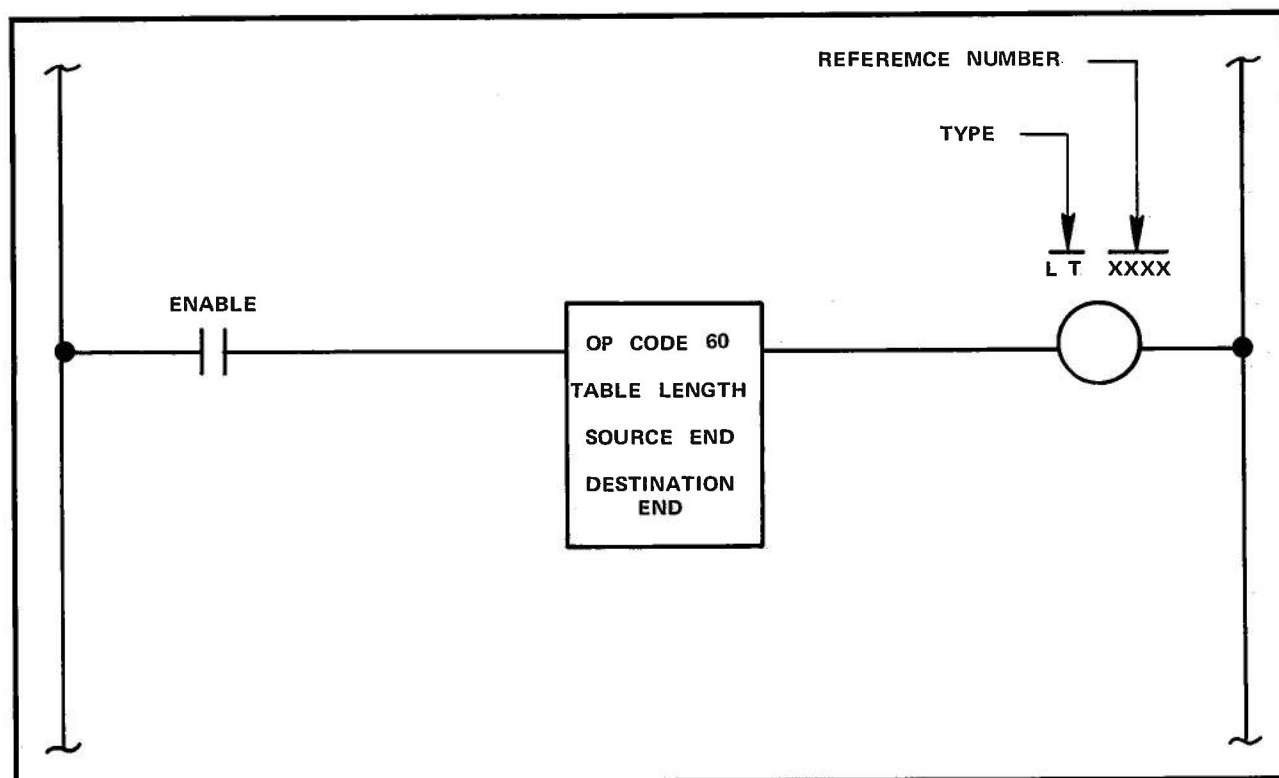 REFEREMCE NUMBER
TYPE
L T XXXX
ENABLE
OP CODE 60
TABLE LENGTH
SOURCE END
DESTINATION
END